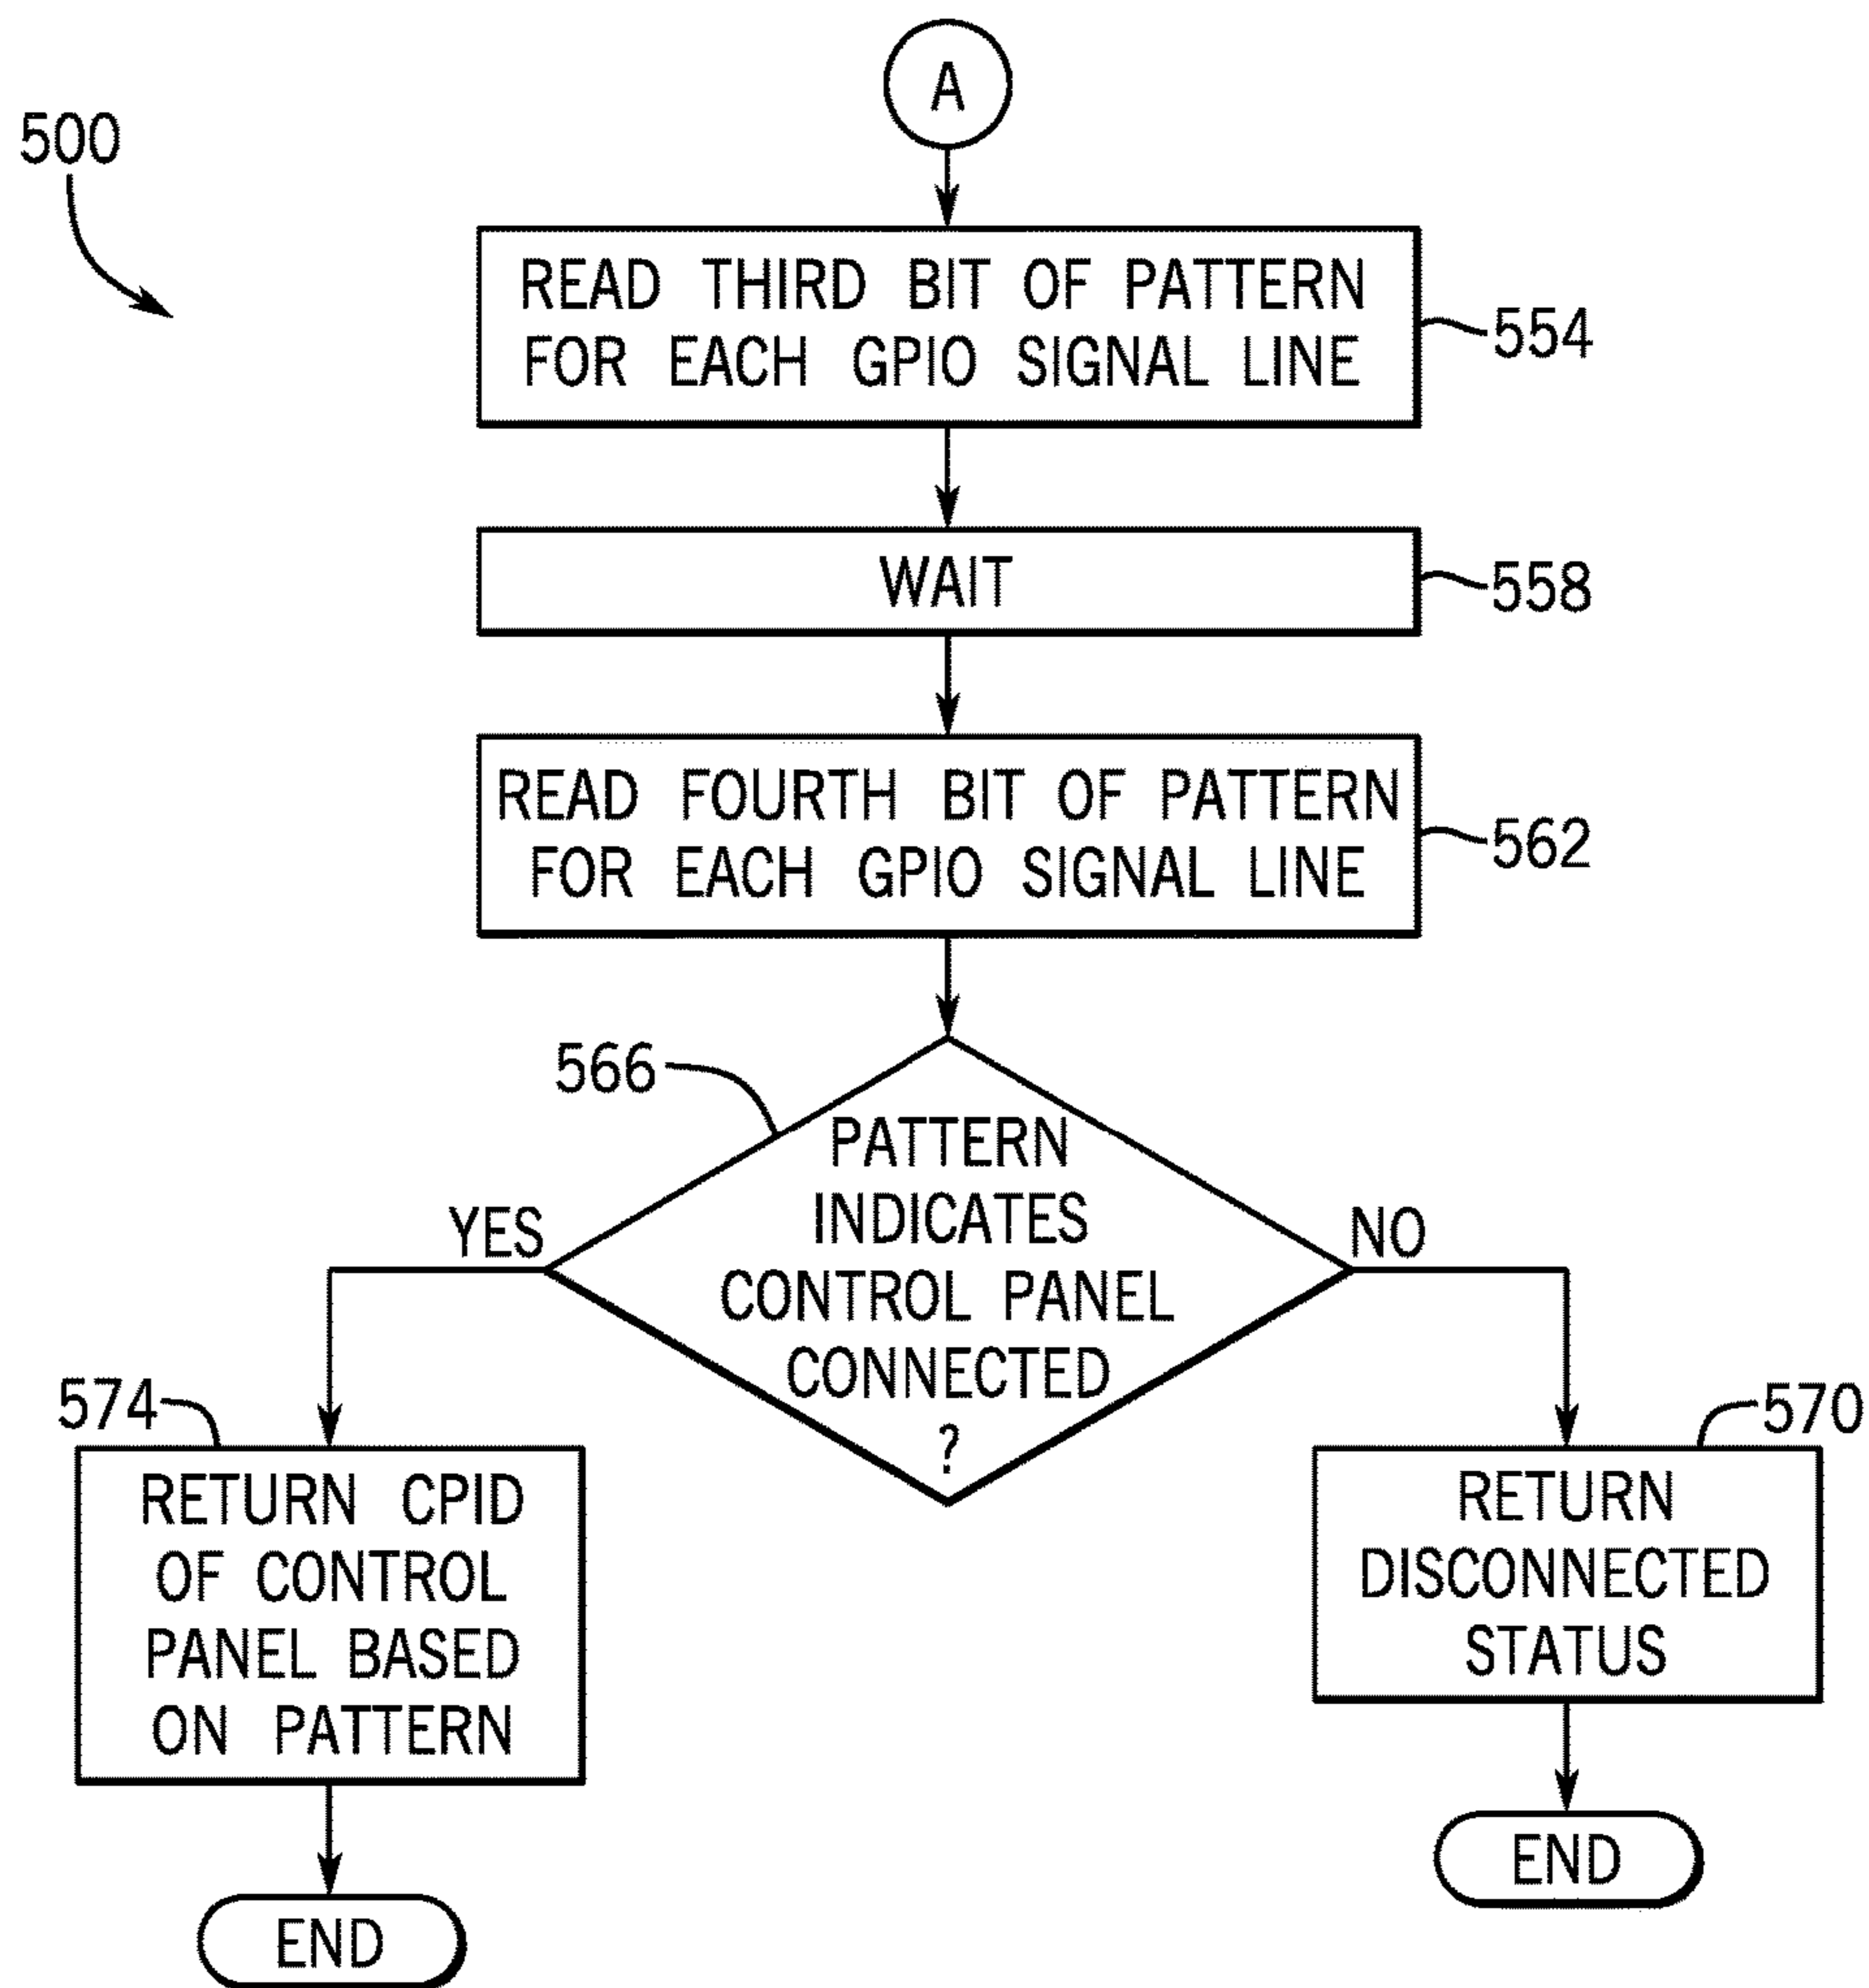 A
500
READ THIRD BIT OF PATTERN
FOR EACH GPIO SIGNAL LINE
554
WAIT
558
READ FOURTH BIT OF PATTERN
FOR EACH GPIO SIGNAL LINE
562
566
PATTERN
INDICATES
CONTROL PANEL
CONNECTED
?
YES
NO
574
RETURN CPID
OF CONTROL
PANEL BASED
ON PATTERN
570
RETURN
DISCONNECTED
STATUS
END
END